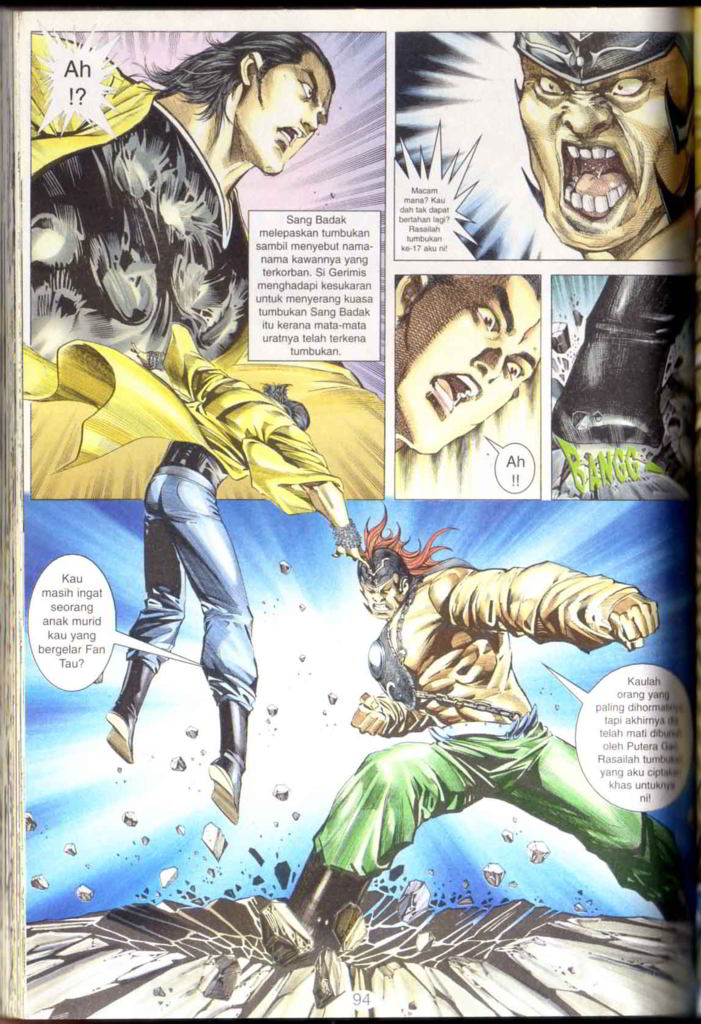 Ah
!?
Sang Badak
melepaskan tumbukan
sambil menyebut nama-
nama kawannya yang
terkorban. Si Gerimis
menghadapi kesukaran
untuk menyerang kuasa
tumbukan Sang Badak
itu kerana mata-mata
uratnya telah terkena
tumbukan.
Macam
mana? Kau
dah tak dapat
bertahan lagi?
Rasailah
tumbukan
ke-17 aku ni!
Ah
!!
BINGG
Kau
masih ingat
seorang
anak murid
kau yang
bergelar Fan
Tau?
Kaulah
orang yang
paling dihormatinya
tapi akhirnya dia
telah mati dibunuh
oleh Putera
Rasailah tumbukan
yang aku ciptakan
khas untuknya
ni!
94